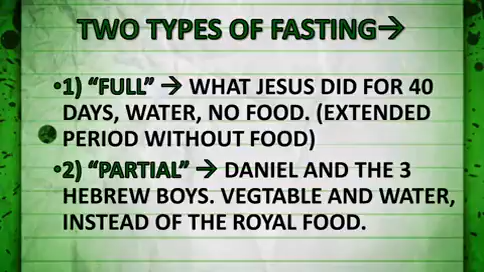 TWO TYPES OF FASTING→
•1) “FULL” → WHAT JESUS DID FOR 40
DAYS, WATER, NO FOOD. (EXTENDED
PERIOD WITHOUT FOOD)
•2) “PARTIAL” → DANIEL AND THE 3
HEBREW BOYS. VEGTABLE AND WATER,
INSTEAD OF THE ROYAL FOOD.